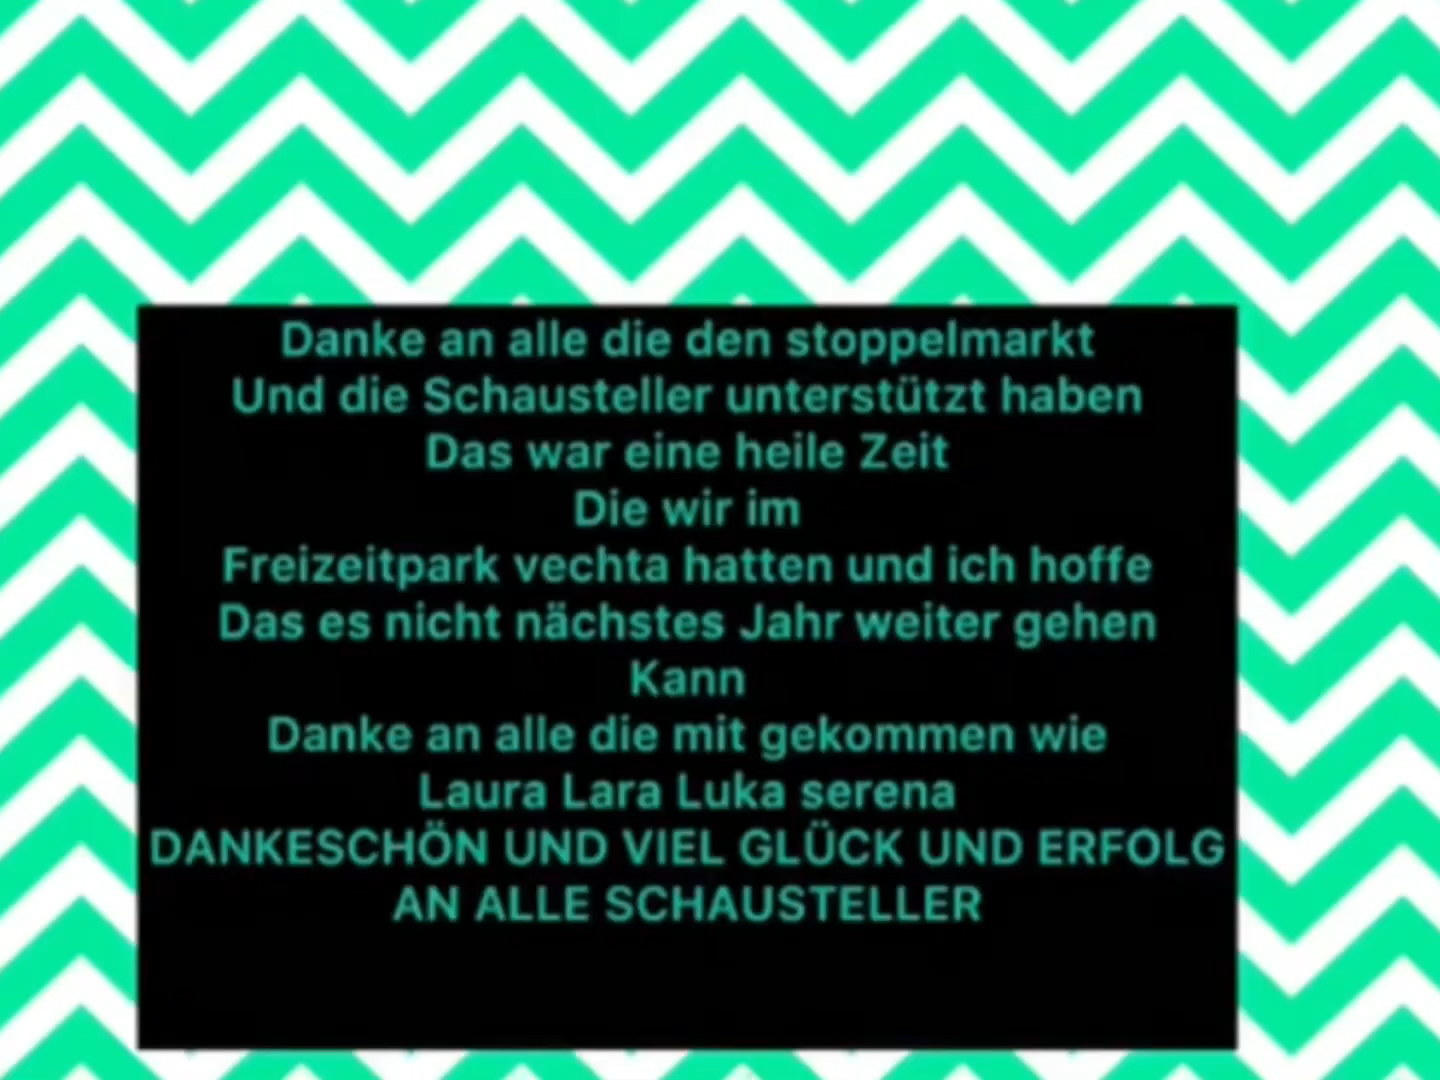 Danke an alle die den stoppelmarkt
Und die Schausteller unterstützt haben
Das war eine heile Zeit
Die wir im
Freizeitpark vechta hatten und ich hoffe
Das es nicht nächstes Jahr weiter gehen
Kann
Danke an alle die mit gekommen wie
Laura Lara Luka serena
DANKESCHÖN UND VIEL GLÜCK UND ERFOLG
AN ALLE SCHAUSTELLER